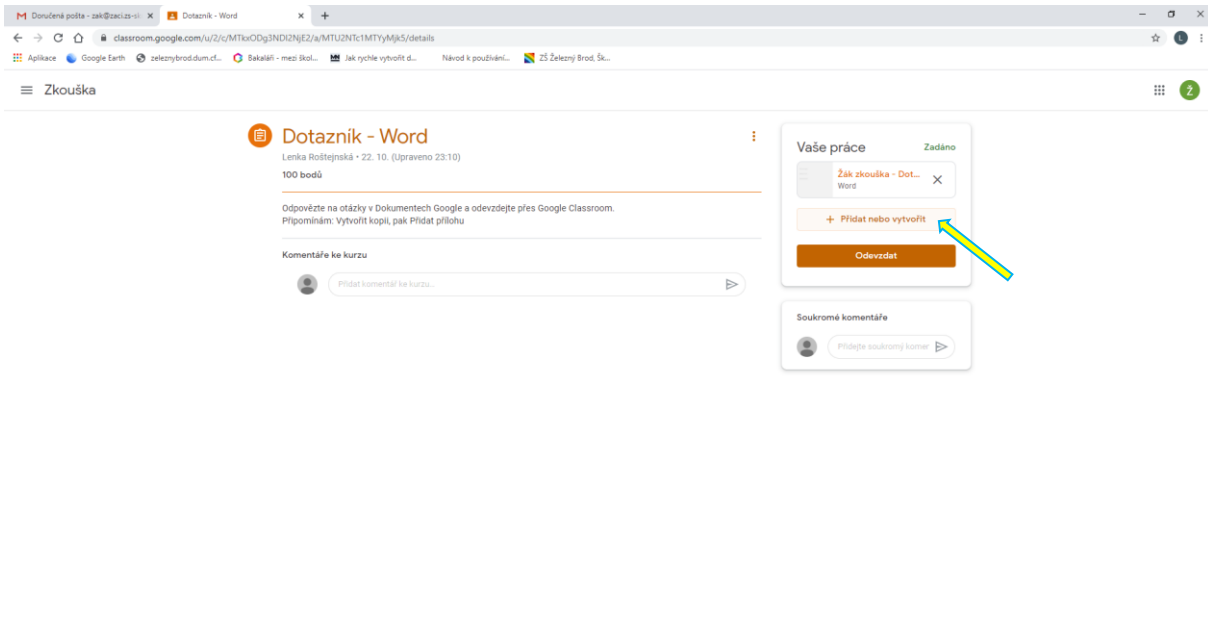 Doručená pošta - zak@zaci.zs-sk
Dotazník - Word
classroom.google.com/u/2/c/MTkxODg3NDI2NjE2/a/MTU2NTc1MTYyMjk5/details
Aplikace
Google Earth
zeleznybrod.dum.cf...
Bakaláři - mezi škol...
Jak rychle vytvořit d...
Návod k používání...
ZŠ Železný Brod, Šk...
L
Zkouška
Ž
Dotazník - Word
Lenka Roštejnská • 22. 10. (Upraveno 23:10)
100 bodů
Odpovězte na otázky v Dokumentech Google a odevzdejte přes Google Classroom.
Připomínám: Vytvořit kopii, pak Přidat přílohu
Komentáře ke kurzu
Přidat komentář ke kurzu...
Vaše práce
Zadáno
Žák zkouška - Dot...
Word
+ Přidat nebo vytvořit
Odevzdat
Soukromé komentáře
Přidejte soukromý komer